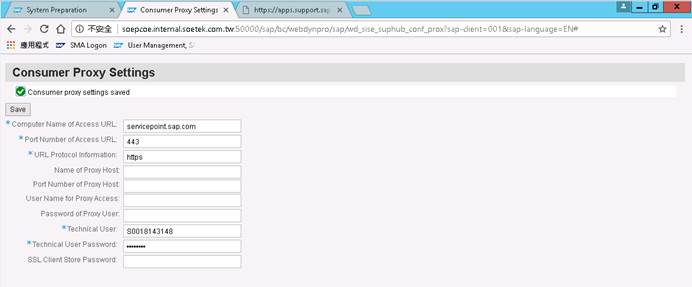 System Preparation
Consumer Proxy Settings
https://apps.support.sap
不安全
soepcoe.internal.soetek.com.tw:50000/sap/bc/webdynpro/sap/wd_sise_suphub_conf_prox?sap-client=001&sap-language=EN#
應用程式
SMA Logon
User Management, S
Consumer Proxy Settings
Consumer proxy settings saved
Save
* Computer Name of Access URL: servicepoint.sap.com
* Port Number of Access URL: 443
* URL Protocol Information: https
Name of Proxy Host:
Port Number of Proxy Host:
User Name for Proxy Access:
Password of Proxy User:
* Technical User: S0018143148
* Technical User Password: ••••••••
SSL Client Store Password: